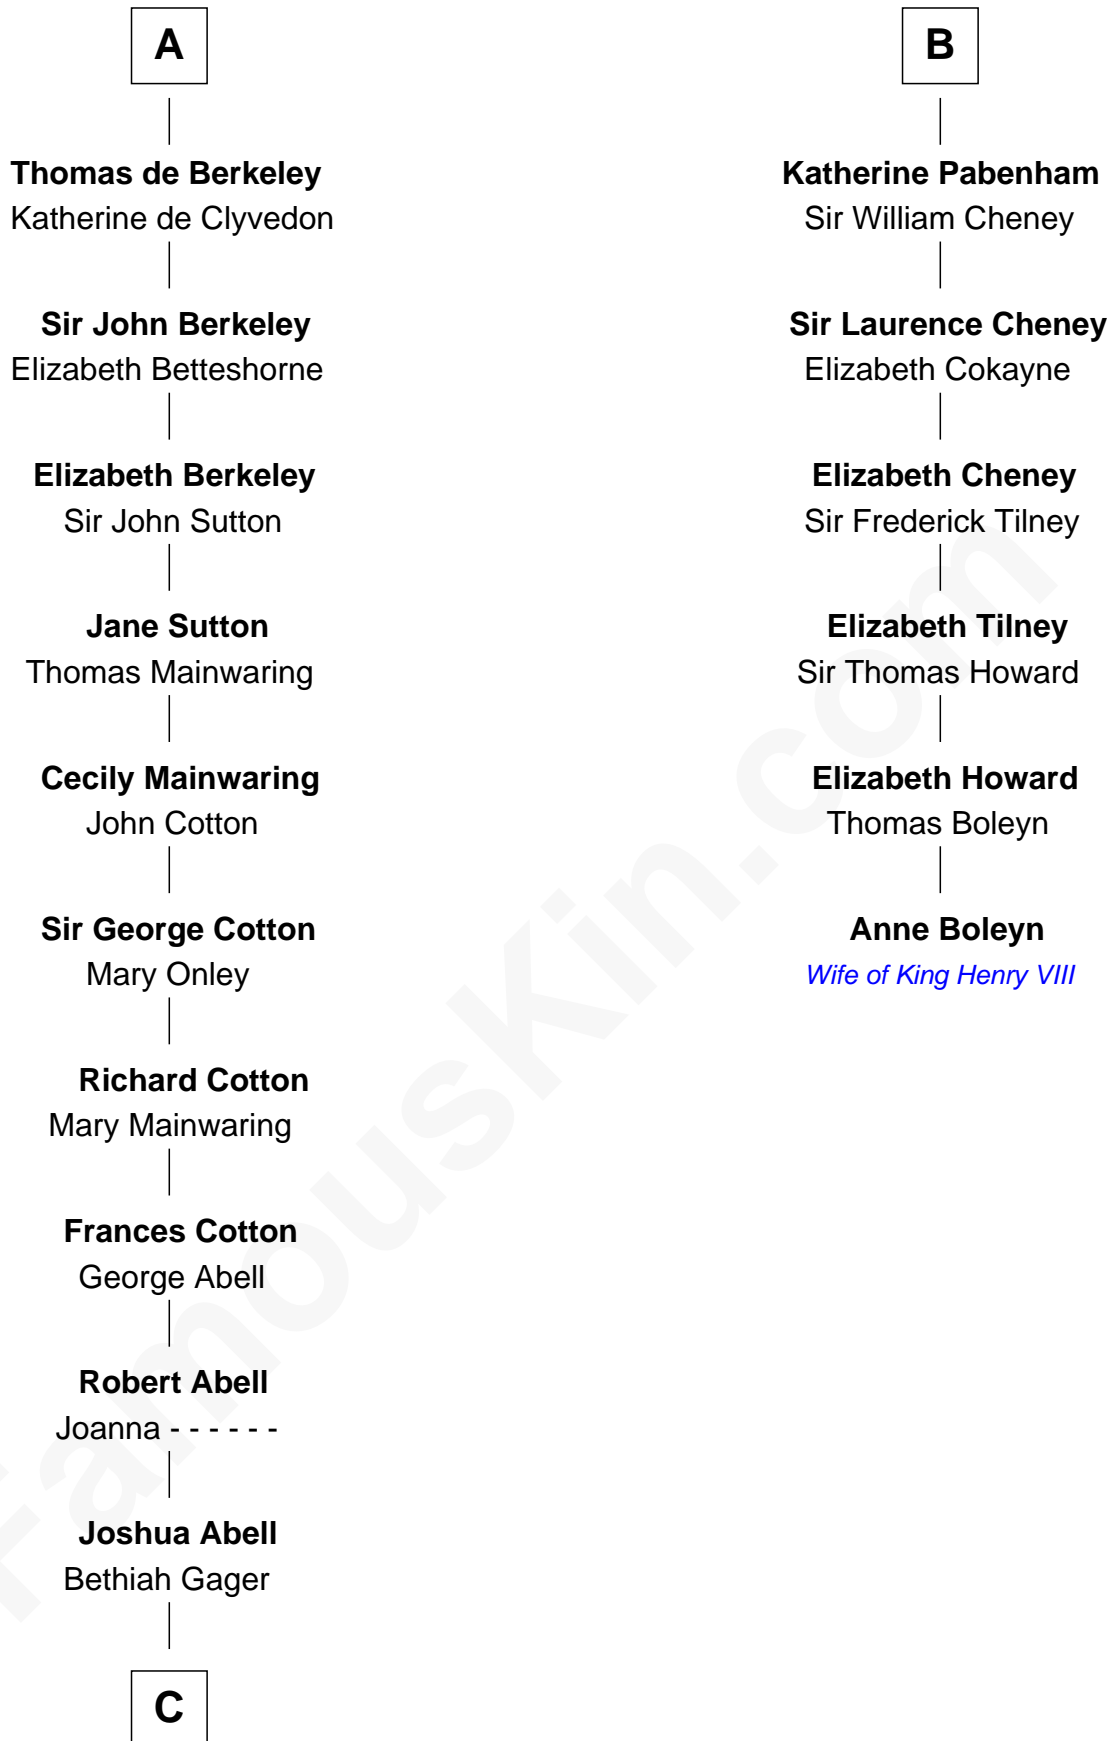 A
Thomas de Berkeley
Katherine de Clyvedon
Sir John Berkeley
Elizabeth Betteshorne
Elizabeth Berkeley
Sir John Sutton
Jane Sutton
Thomas Mainwaring
Cecily Mainwaring
John Cotton
Sir George Cotton
Mary Onley
Richard Cotton
Mary Mainwaring
Frances Cotton
George Abell
Robert Abell
Joanna - - - - - -
Joshua Abell
Bethiah Gager
C
B
Katherine Pabenham
Sir William Cheney
Sir Laurence Cheney
Elizabeth Cokayne
Elizabeth Cheney
Sir Frederick Tilney
Elizabeth Tilney
Sir Thomas Howard
Elizabeth Howard
Thomas Boleyn
Anne Boleyn
Wife of King Henry VIII
FamousKin.com